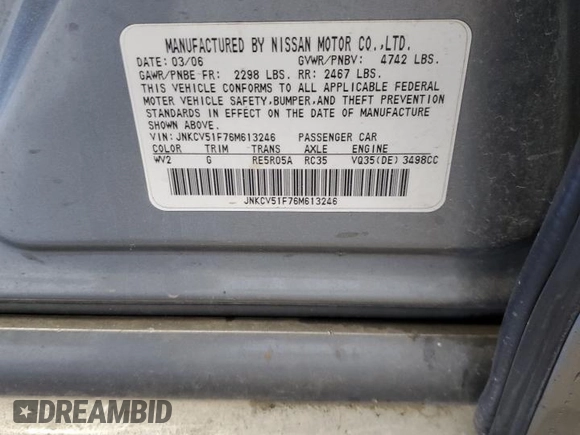 MANUFACTURED BY NISSAN MOTOR CO.,LTD.
DATE: 03/06 GVWR/PNBV: 4742 LBS.
GAWR/PNBE FR: 2298 LBS. RR: 2467 LBS.
THIS VEHICLE CONFORMS TO ALL APPLICABLE FEDERAL
MOTOR VEHICLE SAFETY,BUMPER,AND THEFT PREVENTION
STANDARDS IN EFFECT ON THE DATE OF MANUFACTURE
SHOWN ABOVE.
VIN: JNKCV51F76M613246 PASSENGER CAR
COLOR TRIM TRANS AXLE ENGINE
WV2 G RE5R05A RC35 VQ35(DE) 3498CC
JNKCV51F76M613246
DREAMBID